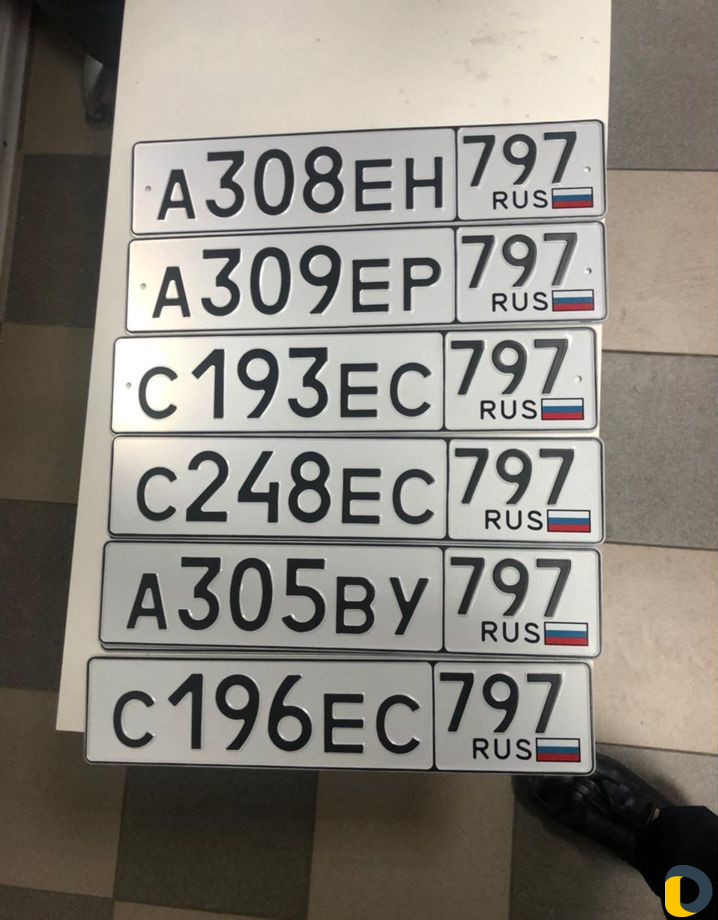 А308ЕН 797 RUS
А309ЕР 797 RUS
С193ЕС 797 RUS
С248ЕС 797 RUS
А305ВУ 797 RUS
С196ЕС 797 RUS